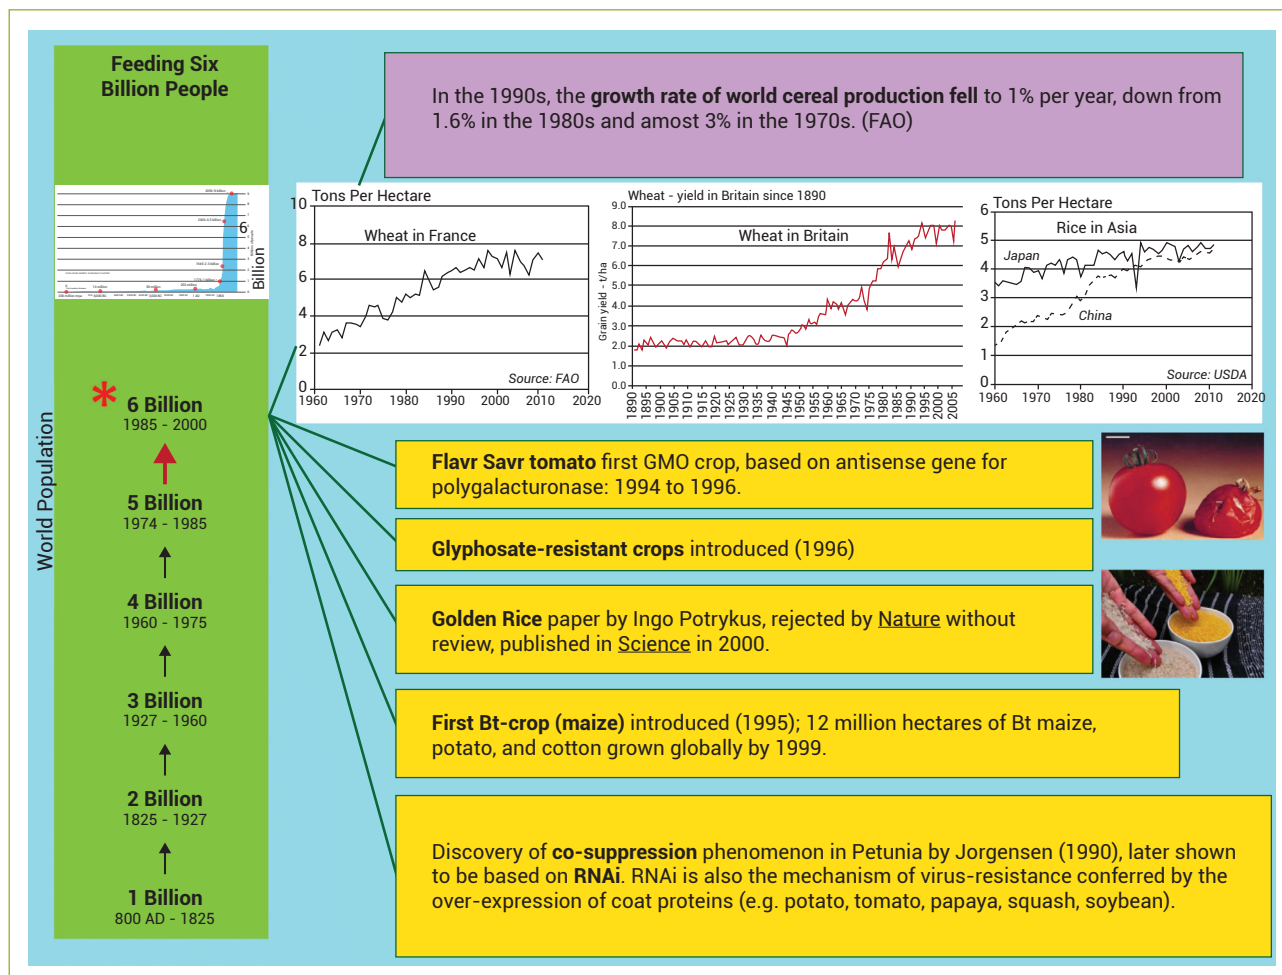 Feeding Six
Billion People
6
Billion
World Population
6 Billion
1985 - 2000
5 Billion
1974 - 1985
4 Billion
1960 - 1975
3 Billion
1927 - 1960
2 Billion
1825 - 1927
1 Billion
800 AD - 1825
In the 1990s, the growth rate of world cereal production fell to 1% per year, down from
1.6% in the 1980s and amost 3% in the 1970s. (FAO)
Tons Per Hectare
Wheat in France
10
8
6
4
2
0
1960 1970 1980 1990 2000 2010 2020
Source: FAO
Wheat - yield in Britain since 1890
Wheat in Britain
Grain yield - t/ha
9.0
8.0
7.0
6.0
5.0
4.0
3.0
2.0
1.0
0.0
1890 1895 1900 1905 1910 1915 1920 1925 1930 1935 1940 1945 1950 1955 1960 1965 1970 1975 1980 1985 1990 1995 2000 2005
Tons Per Hectare
Rice in Asia
Japan
China
6
5
4
3
2
1
0
1960 1970 1980 1990 2000 2010 2020
Source: USDA
Flavr Savr tomato first GMO crop, based on antisense gene for
polygalacturonase: 1994 to 1996.
Glyphosate-resistant crops introduced (1996)
Golden Rice paper by Ingo Potrykus, rejected by Nature without
review, published in Science in 2000.
First Bt-crop (maize) introduced (1995); 12 million hectares of Bt maize,
potato, and cotton grown globally by 1999.
Discovery of co-suppression phenomenon in Petunia by Jorgensen (1990), later shown
to be based on RNAi. RNAi is also the mechanism of virus-resistance conferred by the
over-expression of coat proteins (e.g. potato, tomato, papaya, squash, soybean).